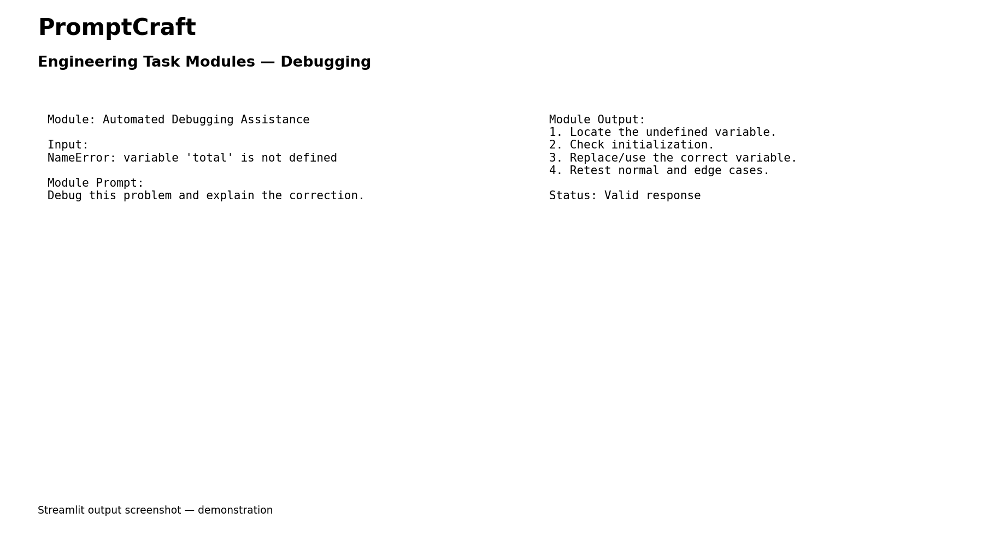 PromptCraft
Engineering Task Modules — Debugging
Module: Automated Debugging Assistance
Input:
NameError: variable 'total' is not defined
Module Prompt:
Debug this problem and explain the correction.
Module Output:
1. Locate the undefined variable.
2. Check initialization.
3. Replace/use the correct variable.
4. Retest normal and edge cases.
Status: Valid response
Streamlit output screenshot — demonstration